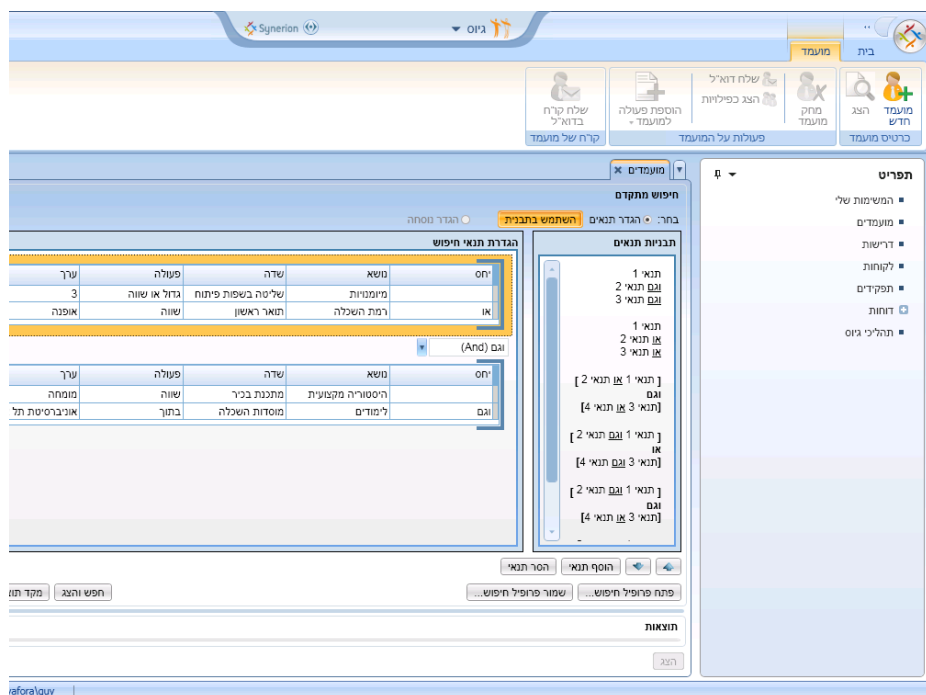 גיוס
Synerion
בית
מועמד
מועמד חדש
הצג
כרטיס מועמד
מחק מועמד
שלח דוא"ל
הצג כפילויות
הוספת פעולה למועמד
פעולות על המועמד
שלח קו"ח בדוא"ל
קו"ח של מועמד
תפריט
המשימות שלי
מועמדים
דרישות
לקוחות
תפקידים
דוחות
תהליכי גיוס
מועמדים
חיפוש מתקדם
בחר: הגדר תנאים השתמש בתבנית הגדר נוסחה
תבניות תנאים
תנאי 1
וגם תנאי 2
וגם תנאי 3
תנאי 1
או תנאי 2
או תנאי 3
[ תנאי 1 או תנאי 2 ]
וגם
[תנאי 3 או תנאי 4]
[ תנאי 1 וגם תנאי 2 ]
או
[תנאי 3 וגם תנאי 4]
[ תנאי 1 וגם תנאי 2 ]
וגם
[תנאי 3 או תנאי 4]
הגדרת תנאי חיפוש
יחס נושא שדה פעולה ערך
מיומנויות שליטה בשפות פיתוח גדול או שווה 3
או רמת השכלה תואר ראשון שווה אופנה
וגם (And)
יחס נושא שדה פעולה ערך
היסטוריה מקצועית מתכנת בכיר שווה מומחה
וגם לימודים מוסדות השכלה בתוך אוניברסיטת תל
הוסף תנאי הסר תנאי
פתח פרופיל חיפוש... שמור פרופיל חיפוש... חפש והצג מקד
תוצאות
הצג
afora\guy